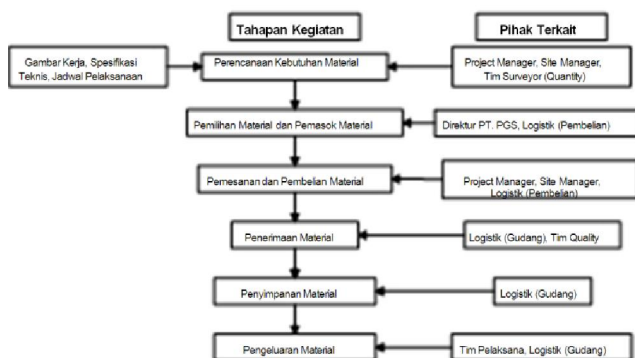 Tahapan Kegiatan
Pihak Terkait
Gambar Kerja, Spesifikasi
Teknis, Jadwal Pelaksanaan
Perencanaan Kebutuhan Material
Project Manager, Site Manager,
Tim Surveyor (Quantity)
Pemilihan Material dan Pemasok Material
Direktur PT. PGS, Logistik (Pembelian)
Pemesanan dan Pembelian Material
Project Manager, Site Manager,
Logistik (Pembelian)
Penerimaan Material
Logistik (Gudang), Tim Quality
Penyimpanan Material
Logistik (Gudang)
Pengeluaran Material
Tim Pelaksana, Logistik (Gudang)